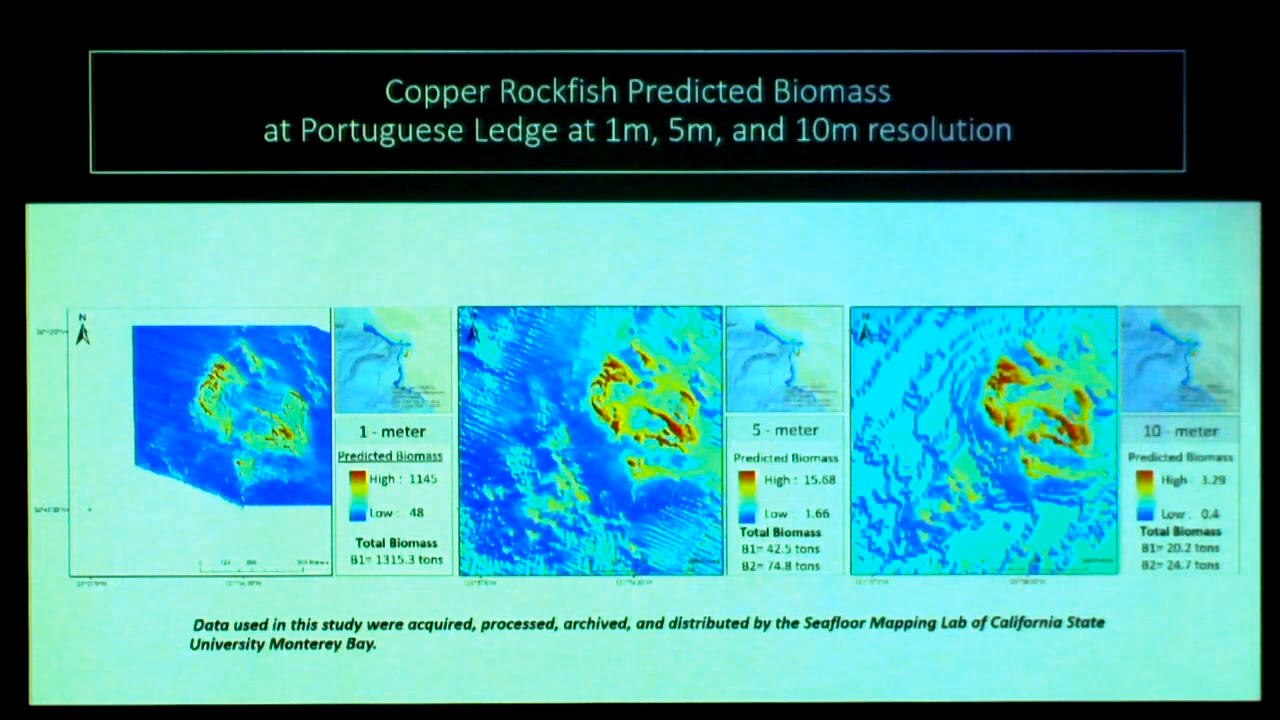 Copper Rockfish Predicted Biomass
at Portuguese Ledge at 1m, 5m, and 10m resolution
N
1 - meter
Predicted Biomass
High : 1145
Low : 48
Total Biomass
B1= 1315.3 tons
N
5 - meter
Predicted Biomass
High : 15.68
Low : 1.66
Total Biomass
B1= 42.5 tons
B2= 74.8 tons
N
10 - meter
Predicted Biomass
High 3.29
Low : 0.4
Total Biomass
B1= 20.2 tons
B2= 24.7 tons
Data used in this study were acquired, processed, archived, and distributed by the Seafloor Mapping Lab of California State
University Monterey Bay.